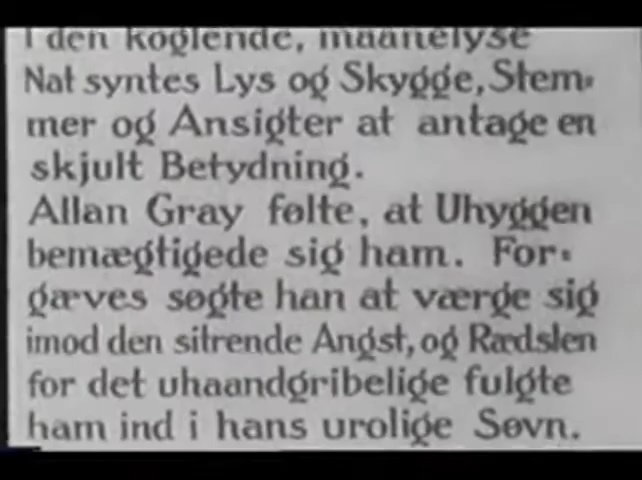 I den koglende, maanelyse
Nat syntes Lys og Skygge, Stem-
mer og Ansigter at antage en
skjult Betydning.
Allan Gray følte, at Uhyggen
bemægtigede sig ham. For-
gæves søgte han at værge sig
imod den sitrende Angst, og Rædslen
for det uhaandgribelige fulgte
ham ind i hans urolige Søvn.